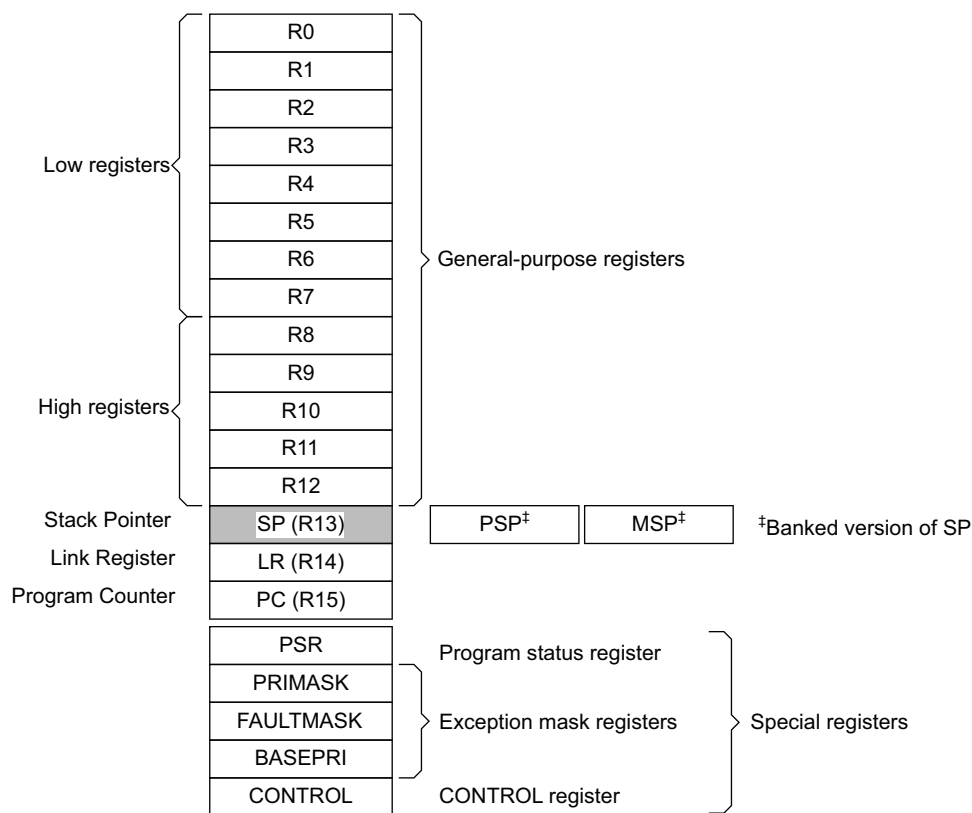 R0
R1
R2
R3
Low registers
R4
R5
R6
General-purpose registers
R7
R8
R9
High registers
R10
R11
R12
Stack Pointer SP (R13) PSP‡ MSP‡ ‡Banked version of SP
Link Register LR (R14)
Program Counter PC (R15)
PSR Program status register
PRIMASK
FAULTMASK Exception mask registers Special registers
BASEPRI
CONTROL CONTROL register